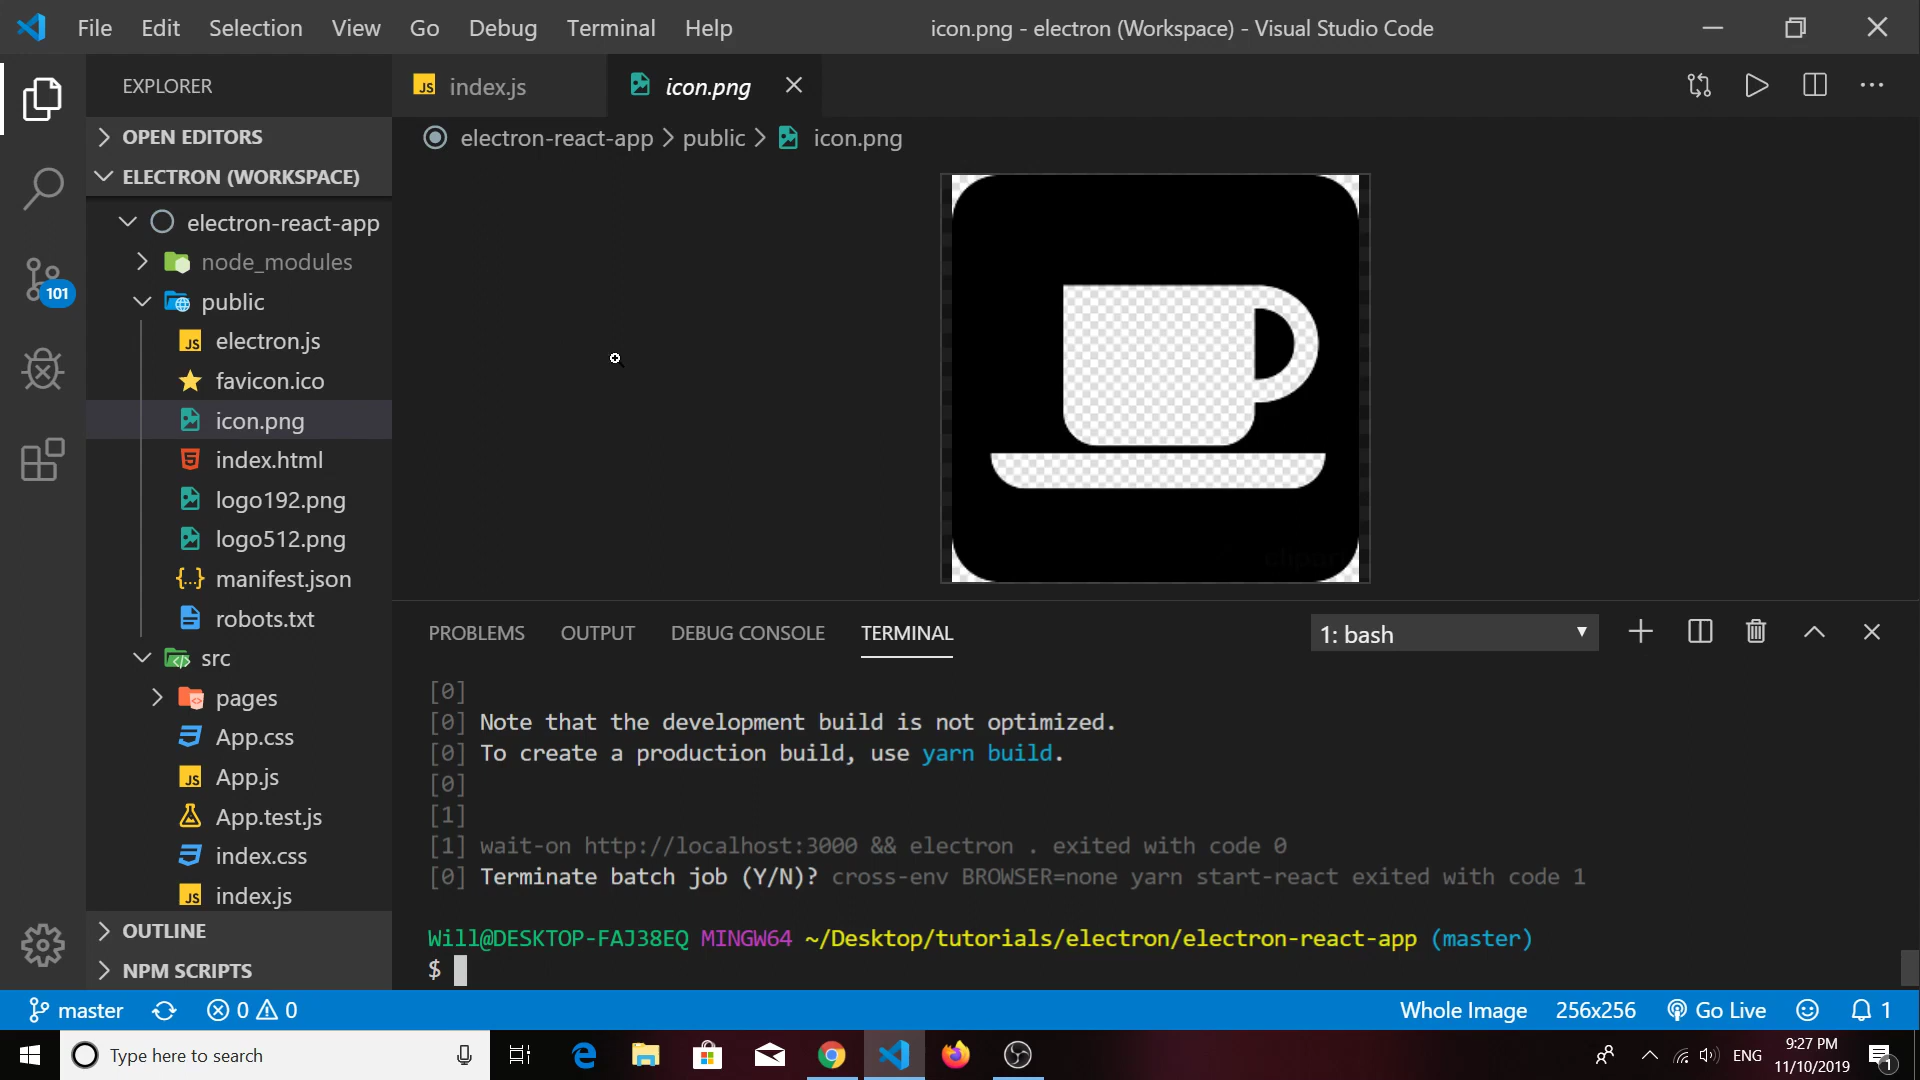 File Edit Selection View Go Debug Terminal Help
icon.png - electron (Workspace) - Visual Studio Code
EXPLORER
index.js
icon.png
OPEN EDITORS
electron-react-app > public > icon.png
ELECTRON (WORKSPACE)
electron-react-app
node_modules
101
public
electron.js
favicon.ico
icon.png
index.html
logo192.png
logo512.png
manifest.json
robots.txt
src
pages
App.css
App.js
App.test.js
index.css
index.js
OUTLINE
NPM SCRIPTS
PROBLEMS OUTPUT DEBUG CONSOLE TERMINAL
1: bash
[0]
[0] Note that the development build is not optimized.
[0] To create a production build, use yarn build.
[0]
[1]
[1] wait-on http://localhost:3000 && electron . exited with code 0
[0] Terminate batch job (Y/N)? cross-env BROWSER=none yarn start-react exited with code 1
Will@DESKTOP-FAJ38EQ MINGW64 ~/Desktop/tutorials/electron/electron-react-app (master)
$
master 0 0
Whole Image 256x256 Go Live 1
Type here to search
ENG
9:27 PM
11/10/2019
1